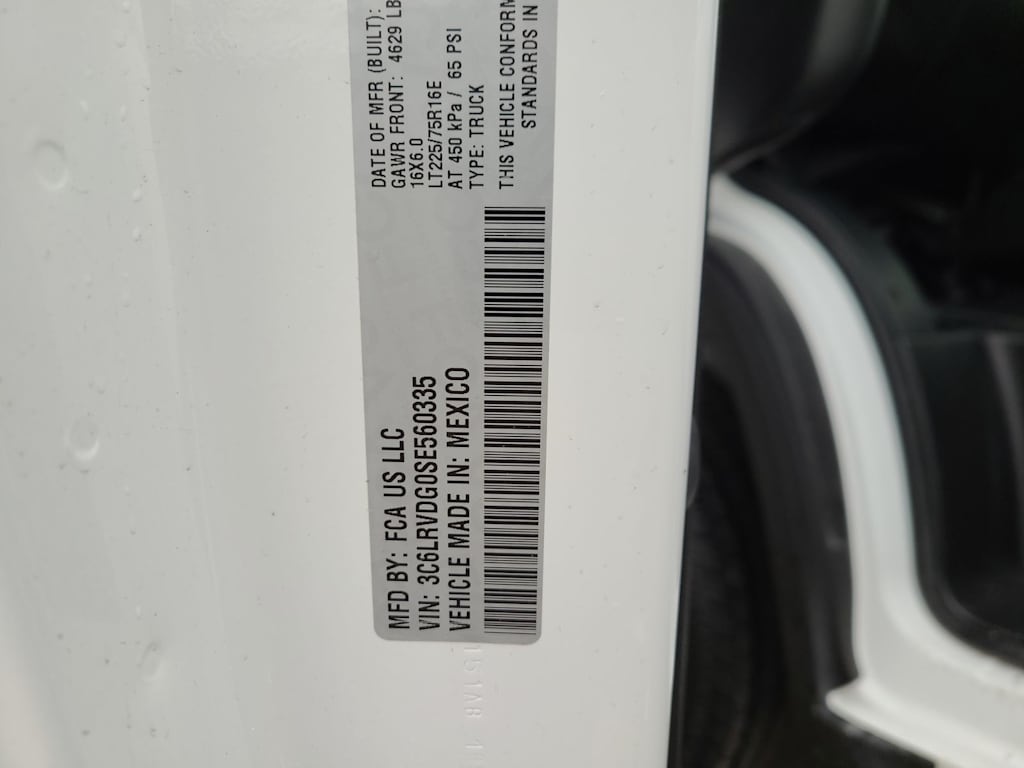 MFD BY: FCA US LLC
VIN: 3C6LRVDG0SE560335
VEHICLE MADE IN: MEXICO
DATE OF MFR (BUILT):
GAWR FRONT: 4629 LB
16X6.0
LT225/75R16E
AT 450 kPa / 65 PSI
TYPE: TRUCK
THIS VEHICLE CONFORM
STANDARDS IN